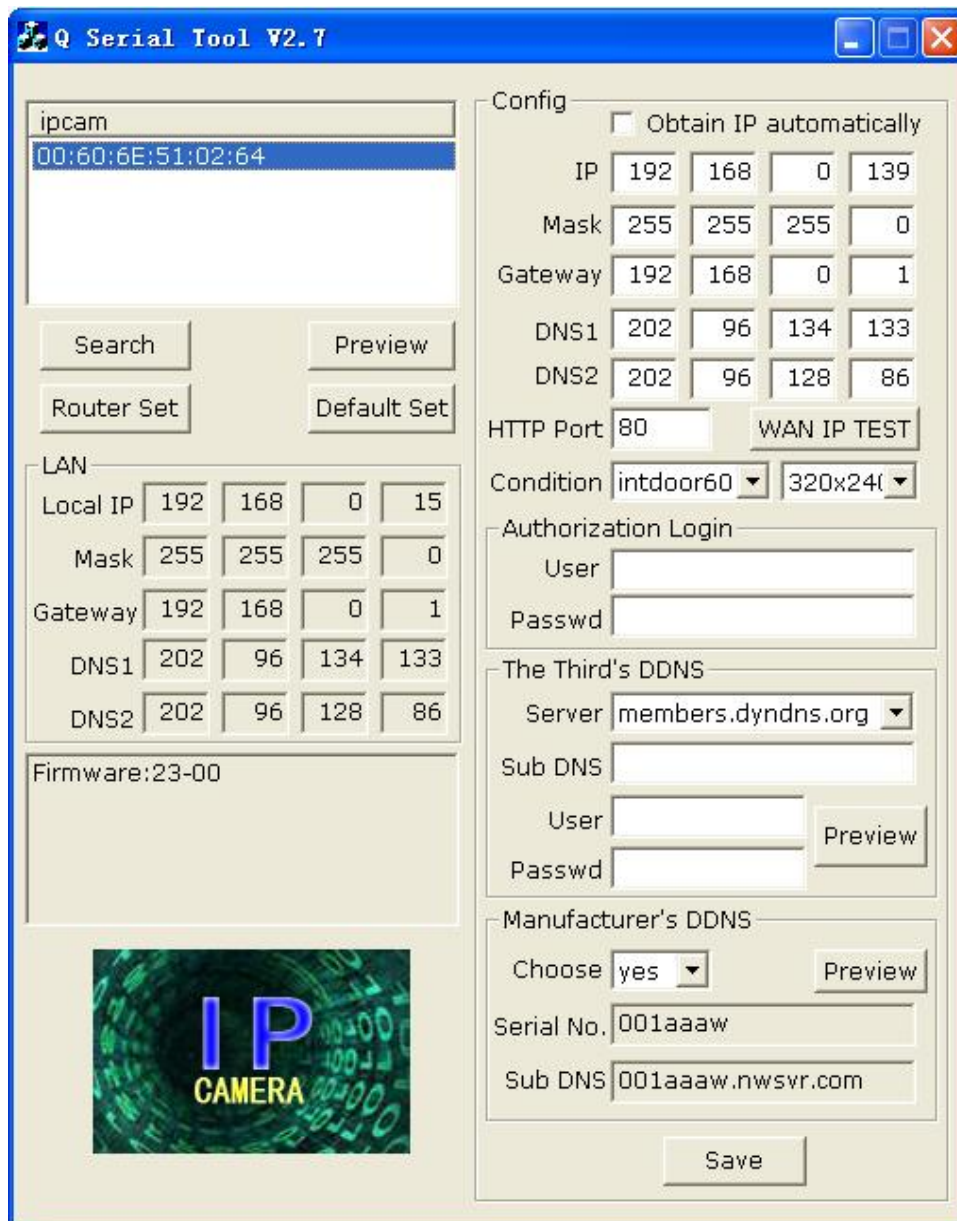 Q Serial Tool V2.7
ipcam
00:60:6E:51:02:64
Search
Preview
Router Set
Default Set
LAN
Local IP 192 168 0 15
Mask 255 255 255 0
Gateway 192 168 0 1
DNS1 202 96 134 133
DNS2 202 96 128 86
Firmware:23-00
IP
CAMERA
Config
Obtain IP automatically
IP 192 168 0 139
Mask 255 255 255 0
Gateway 192 168 0 1
DNS1 202 96 134 133
DNS2 202 96 128 86
HTTP Port 80 WAN IP TEST
Condition intdoor60 320x24(
Authorization Login
User
Passwd
The Third's DDNS
Server members.dyndns.org
Sub DNS
User
Preview
Passwd
Manufacturer's DDNS
Choose yes Preview
Serial No. 001aaaw
Sub DNS 001aaaw.nwsvr.com
Save